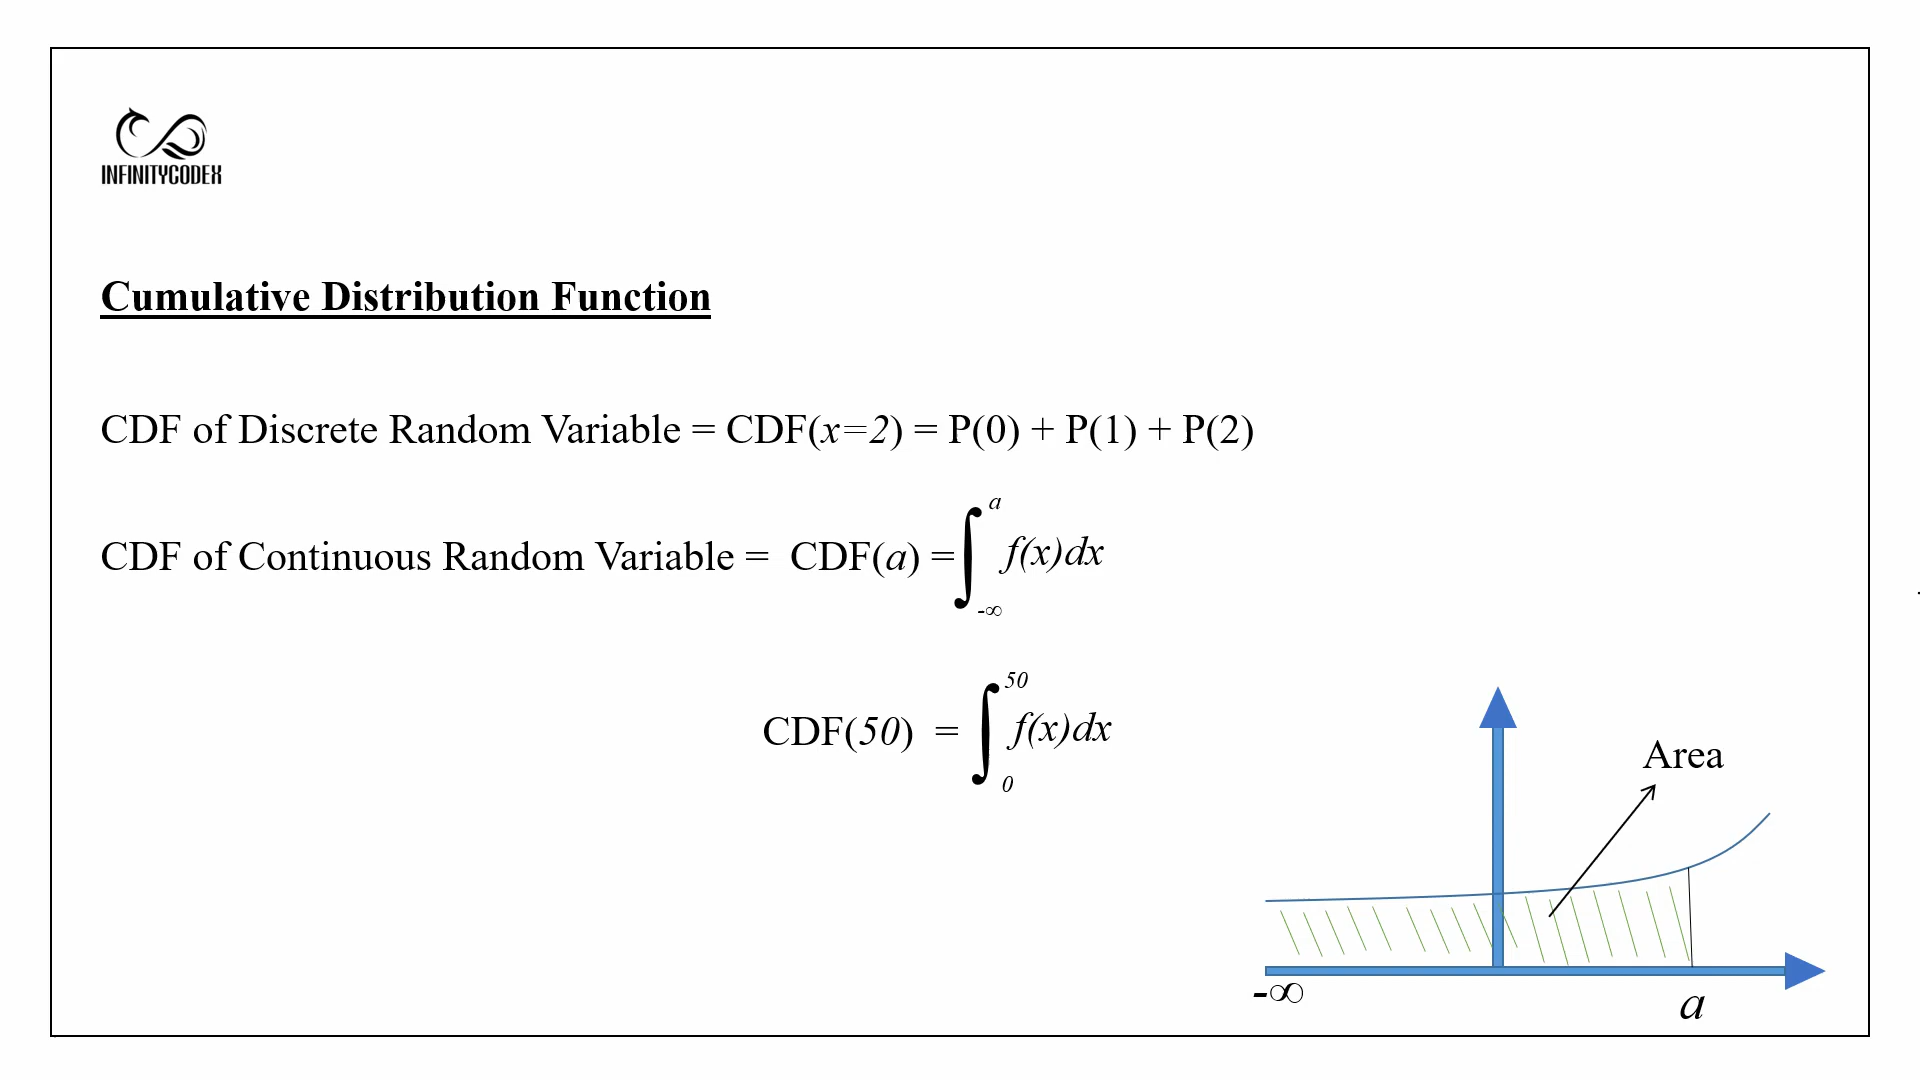 INFINITYCODEX
Cumulative Distribution Function
CDF of Discrete Random Variable = CDF(x=2) = P(0) + P(1) + P(2)
CDF of Continuous Random Variable = CDF(a) = ∫_{-∞}^{a} f(x)dx
CDF(50) = ∫_{0}^{50} f(x)dx
Area
-∞
a